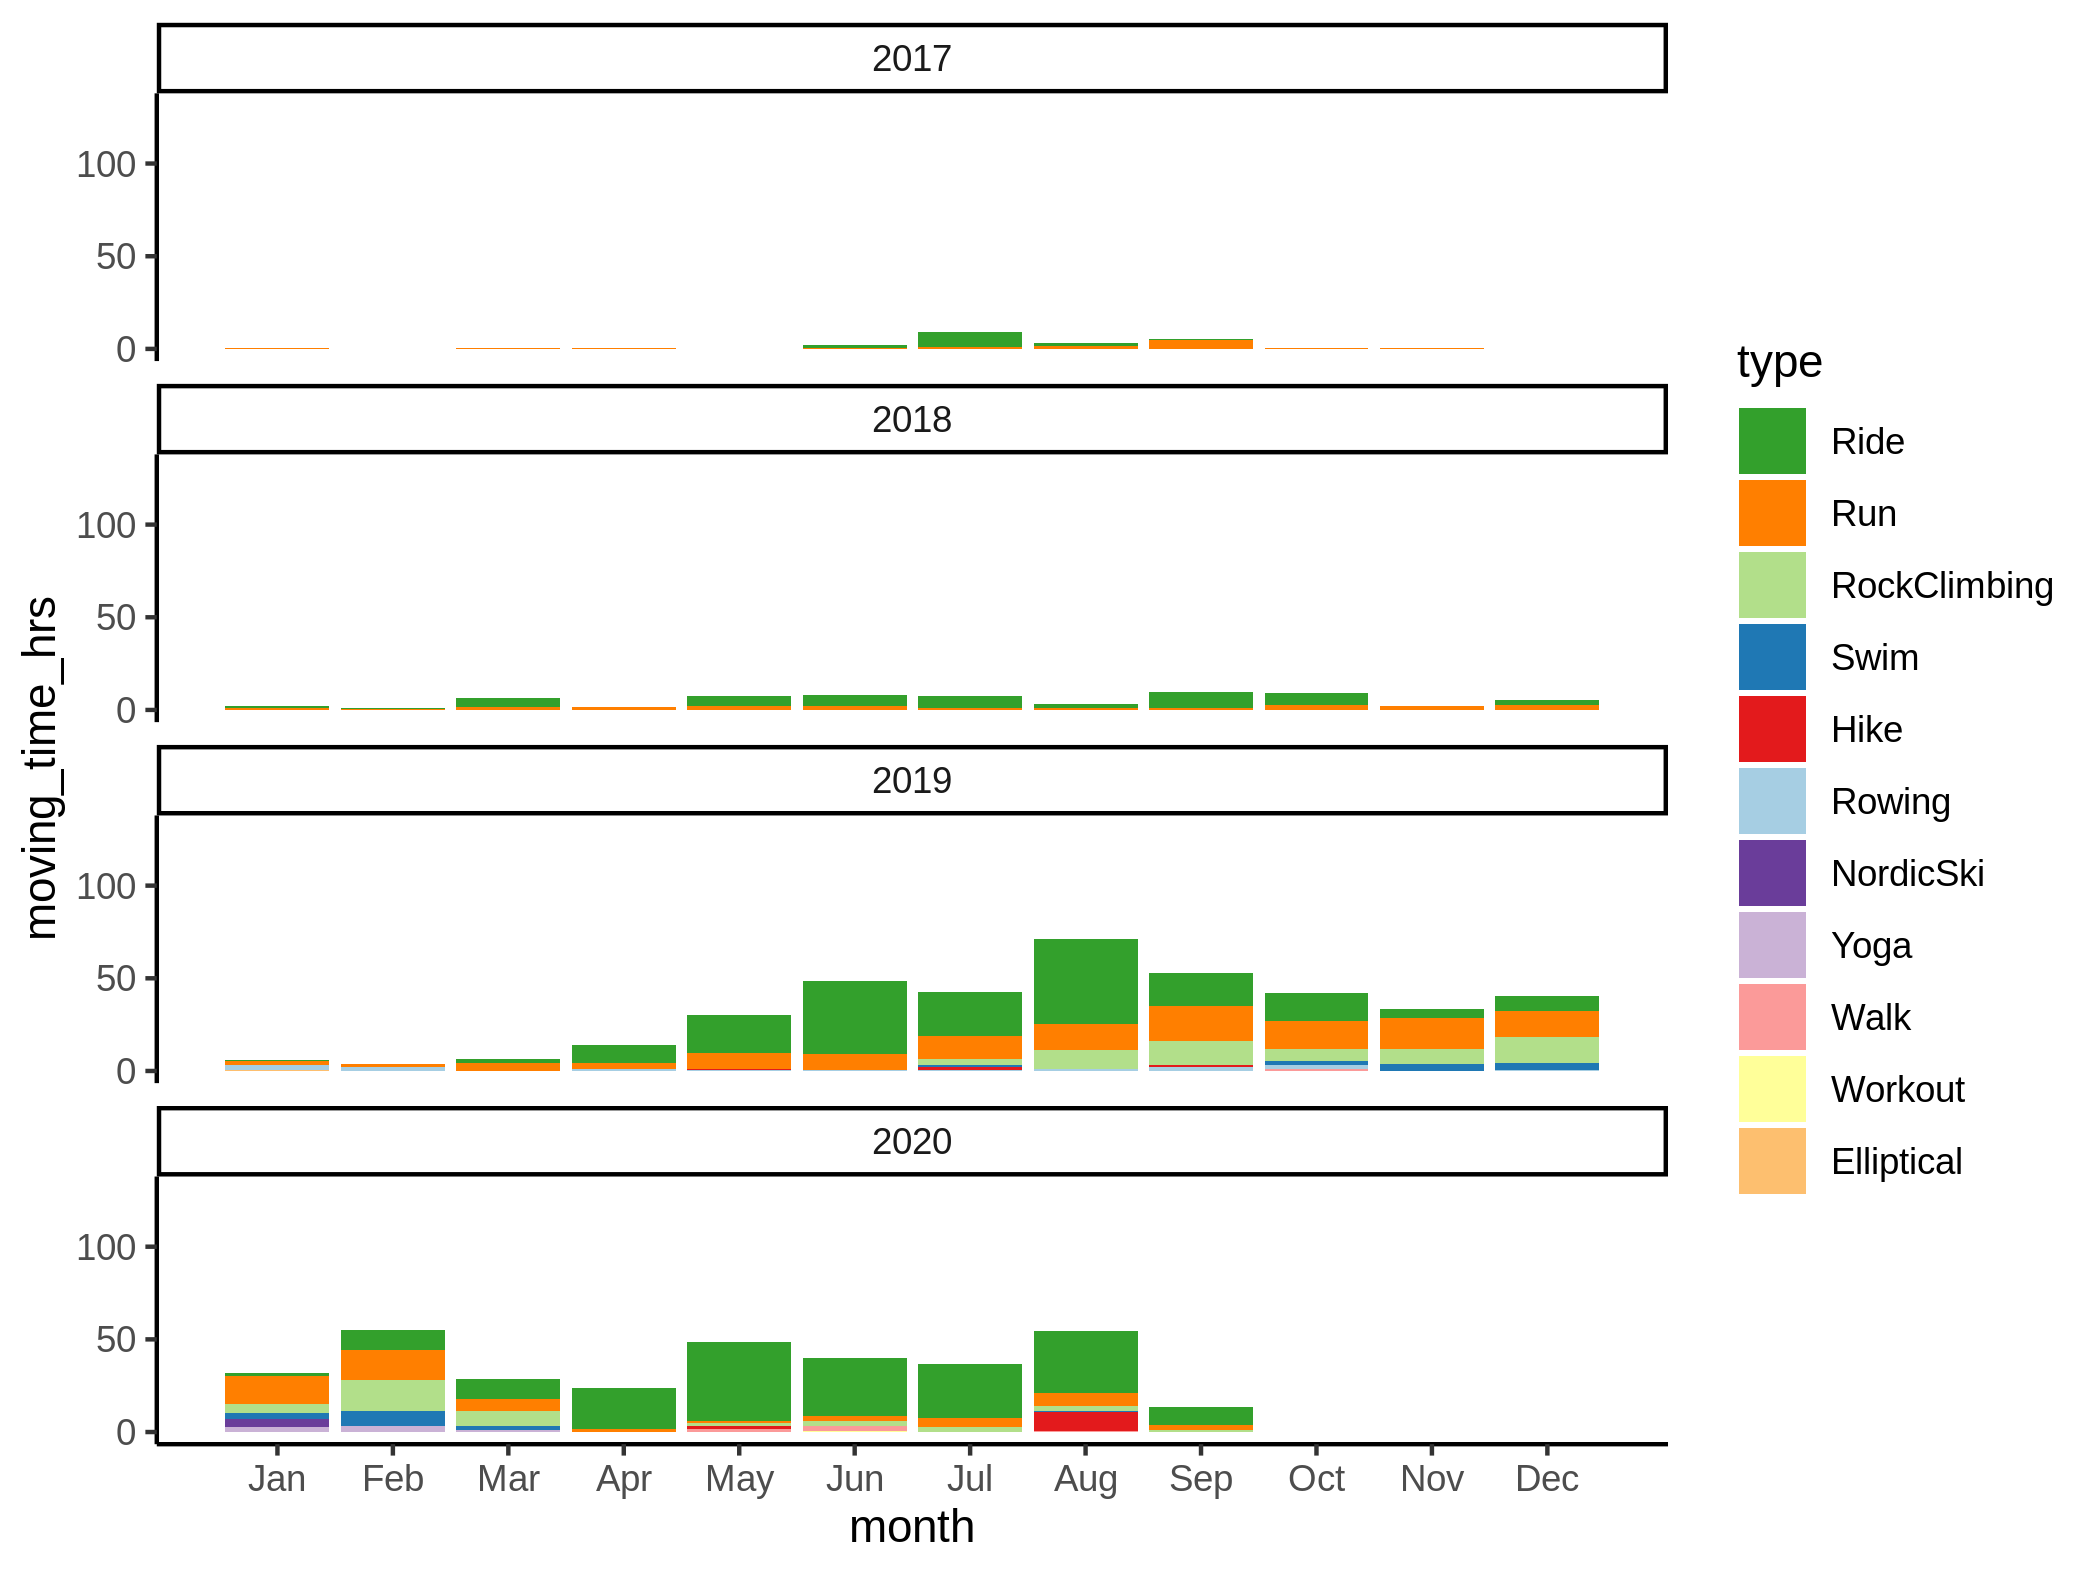 2017
100
50
0
2018
100
50
0
2019
100
50
0
2020
100
50
0
Jan Feb Mar Apr May Jun Jul Aug Sep Oct Nov Dec
month
moving_time_hrs
type
Ride
Run
RockClimbing
Swim
Hike
Rowing
NordicSki
Yoga
Walk
Workout
Elliptical